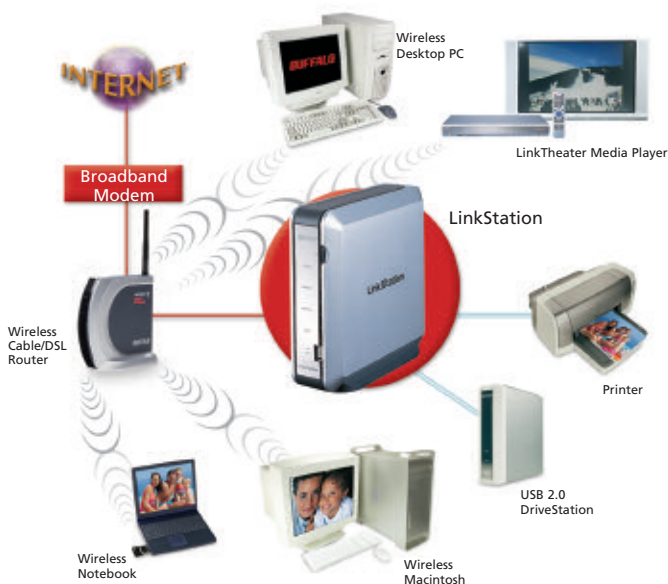 INTERNET
Wireless
Desktop PC
BUFFALO
LinkTheater Media Player
Broadband
Modem
LinkStation
LinkStation
Wireless
Cable/DSL
Router
Printer
USB 2.0
DriveStation
Wireless
Notebook
Wireless
Macintosh